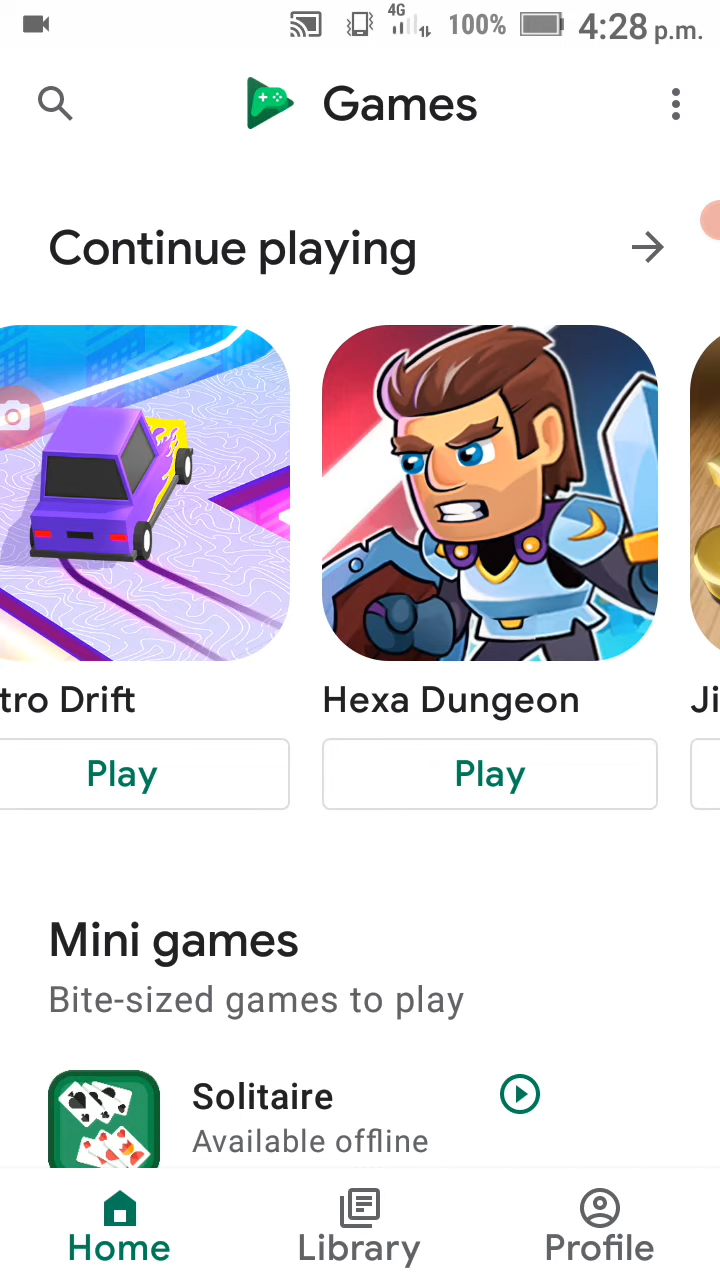 4G 100% 4:28 p.m.
Games
Continue playing
tro Drift
Hexa Dungeon
Ji
Play
Play
Mini games
Bite-sized games to play
Solitaire
Available offline
Home
Library
Profile